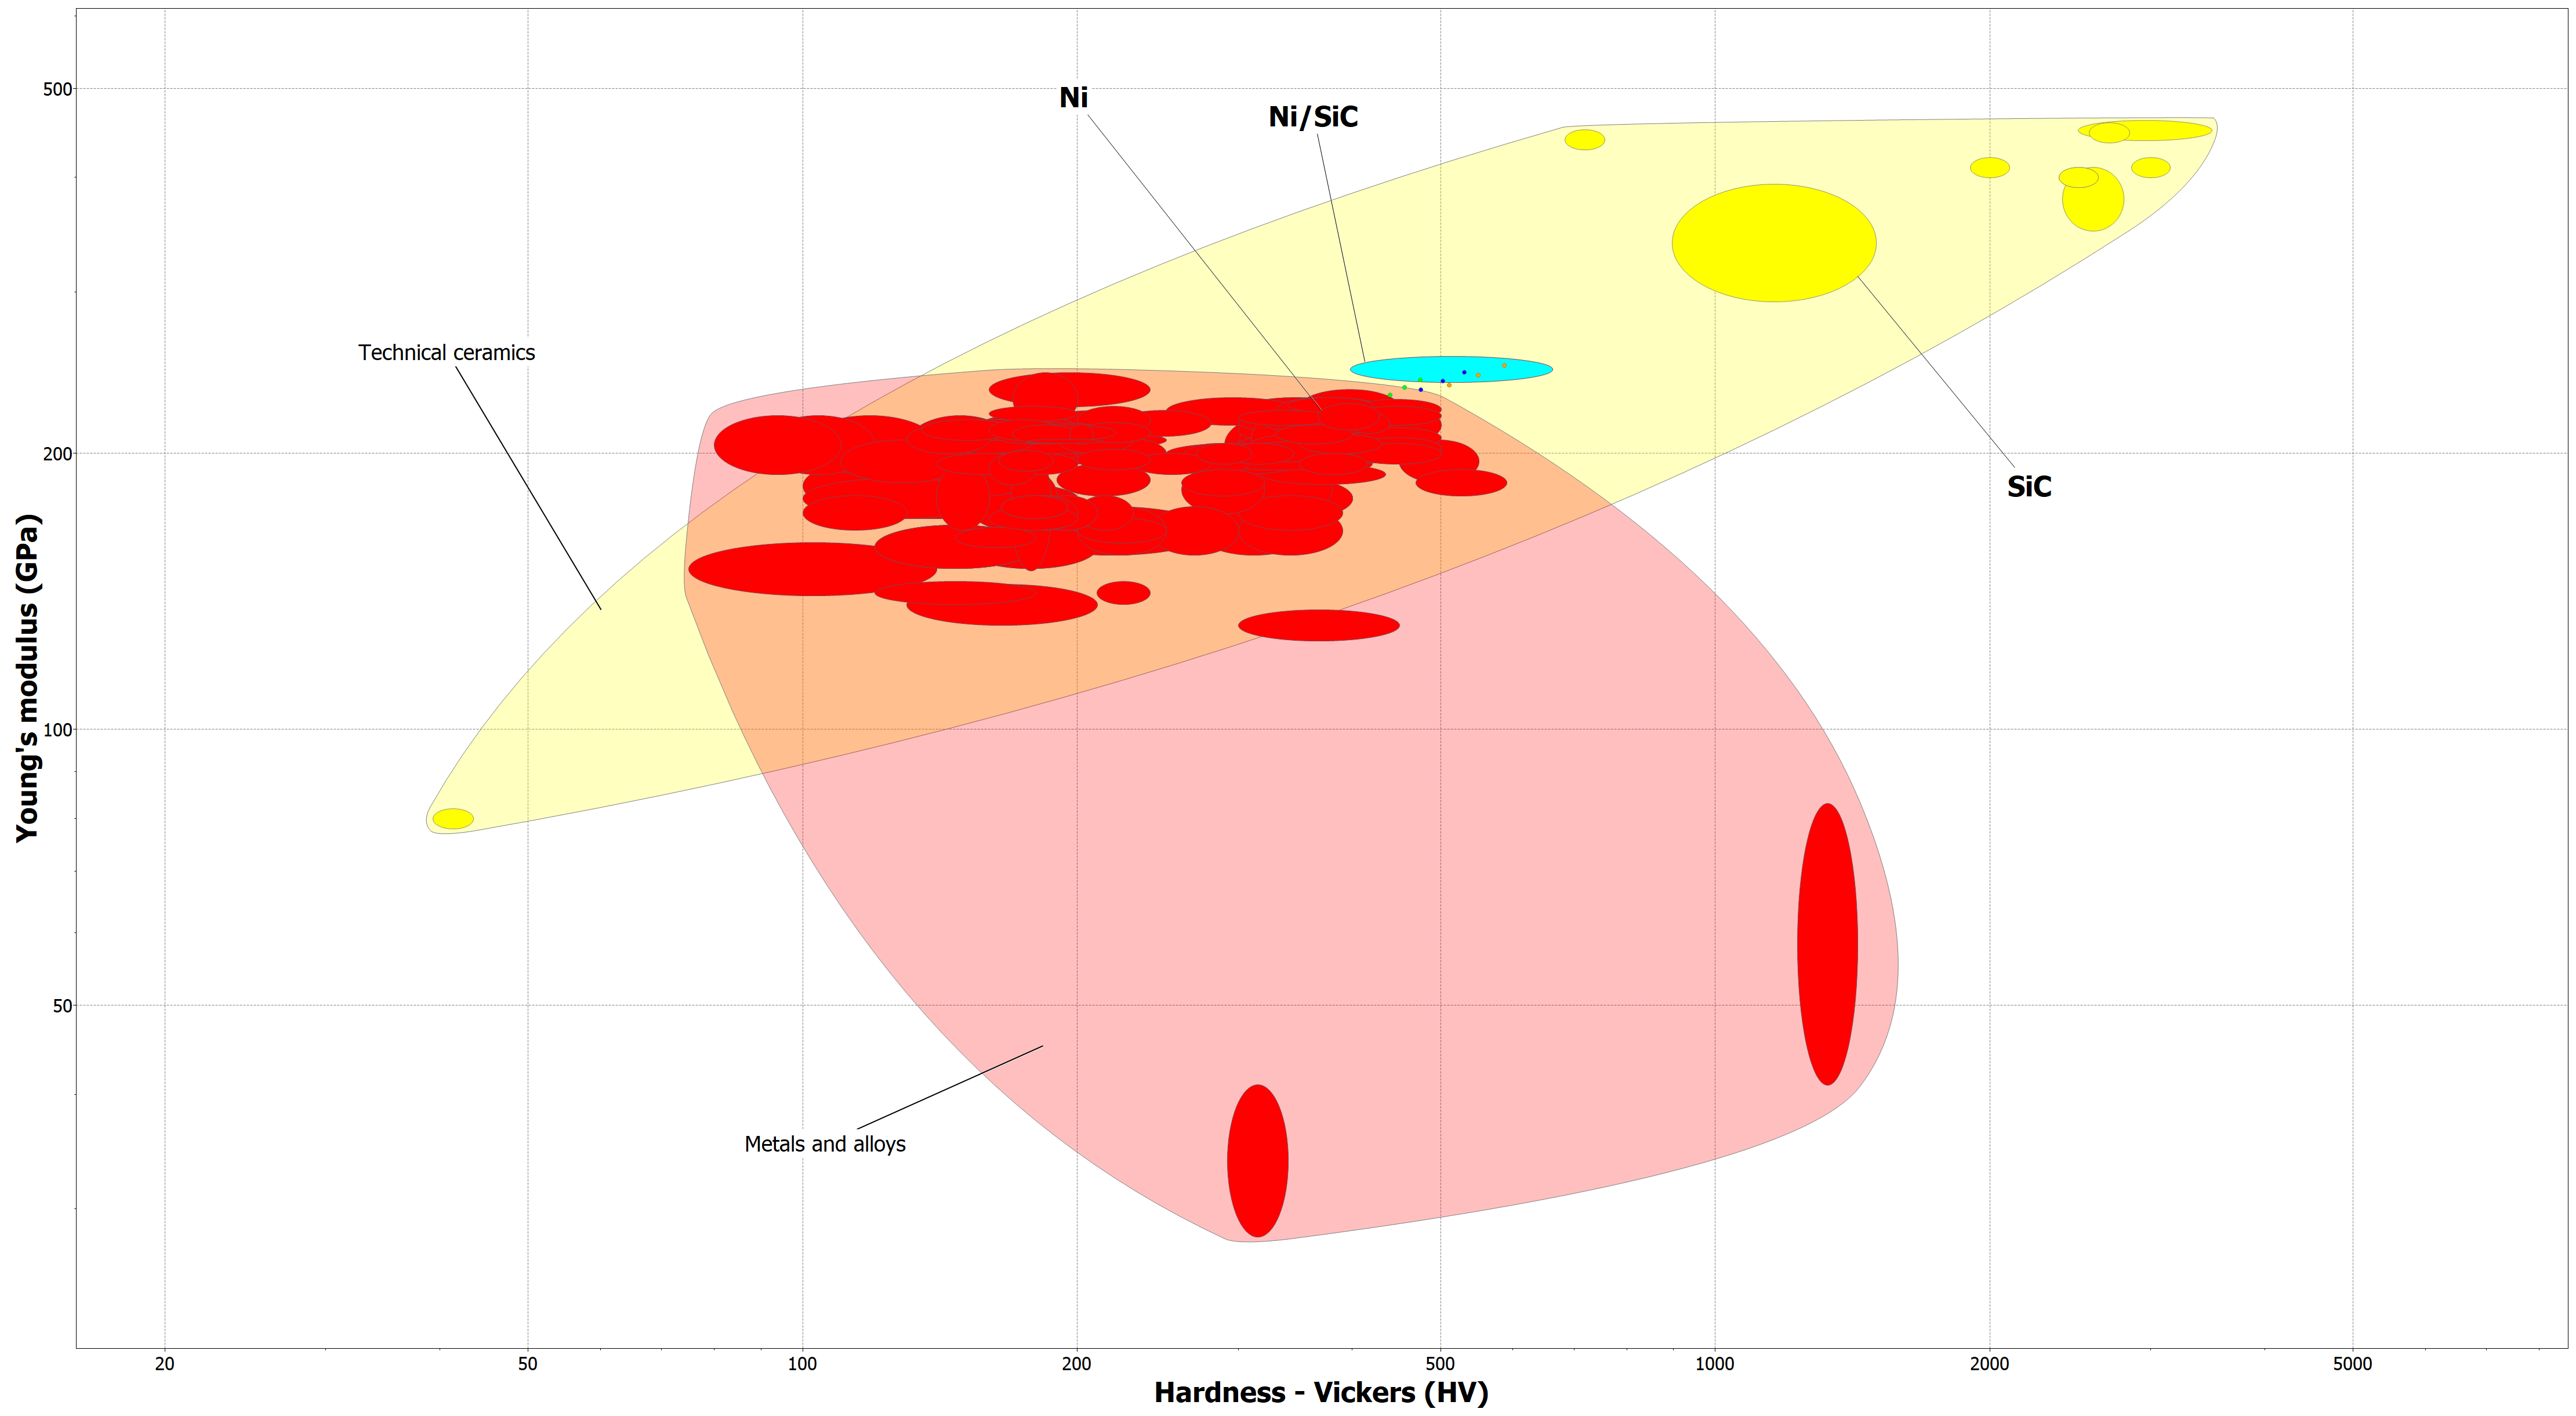 Ni
Ni/SiC
Technical ceramics
SiC
Metals and alloys
Young's modulus (GPa)
500
200
100
50
20
50
100
200
500
1000
2000
5000
Hardness - Vickers (HV)